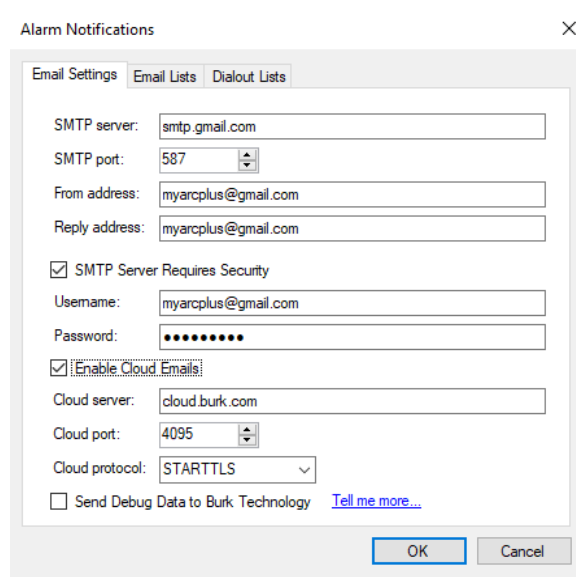 Alarm Notifications
Email Settings Email Lists Dialout Lists
SMTP server: smtp.gmail.com
SMTP port: 587
From address: myarcplus@gmail.com
Reply address: myarcplus@gmail.com
SMTP Server Requires Security
Username: myarcplus@gmail.com
Password: •••••••••
Enable Cloud Emails
Cloud server: cloud.burk.com
Cloud port: 4095
Cloud protocol: STARTTLS
Send Debug Data to Burk Technology Tell me more...
OK Cancel